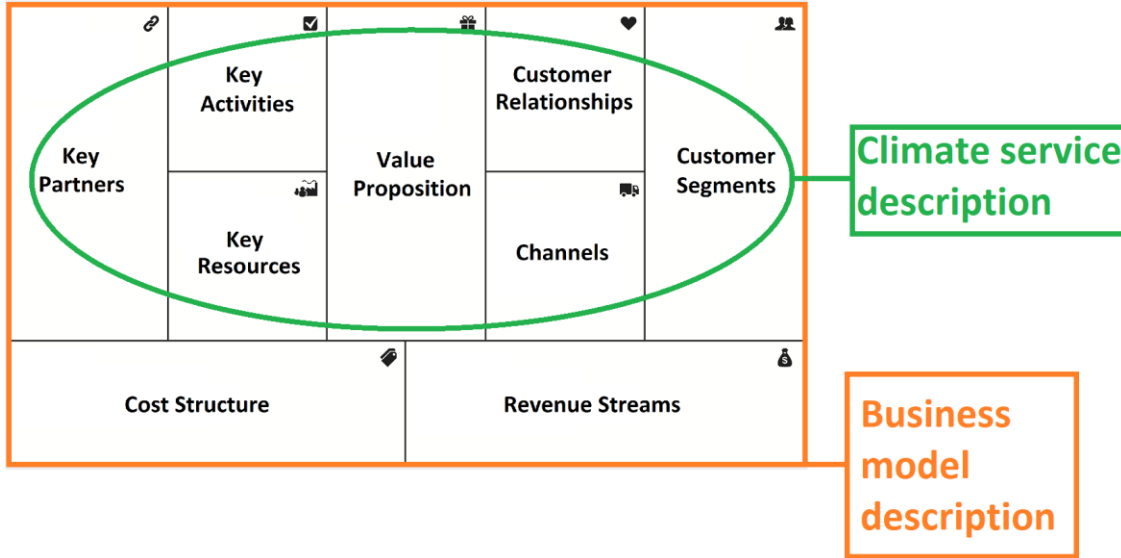 Key
Partners
Key
Activities
Key
Resources
Value
Proposition
Customer
Relationships
Channels
Customer
Segments
Cost Structure
Revenue Streams
Climate service
description
Business
model
description